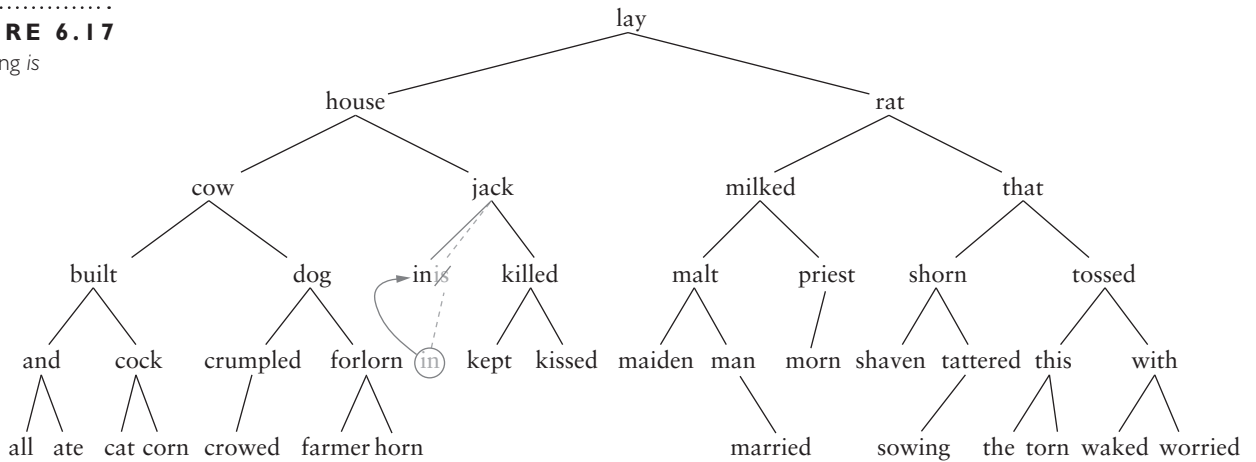 RE 6.17
ng is
lay
house rat
cow jack milked that
built dog in is killed malt priest shorn tossed
and cock crumpled forlorn in kept kissed maiden man morn shaven tattered this with
all ate cat corn crowed farmer horn married sowing the torn waked worried